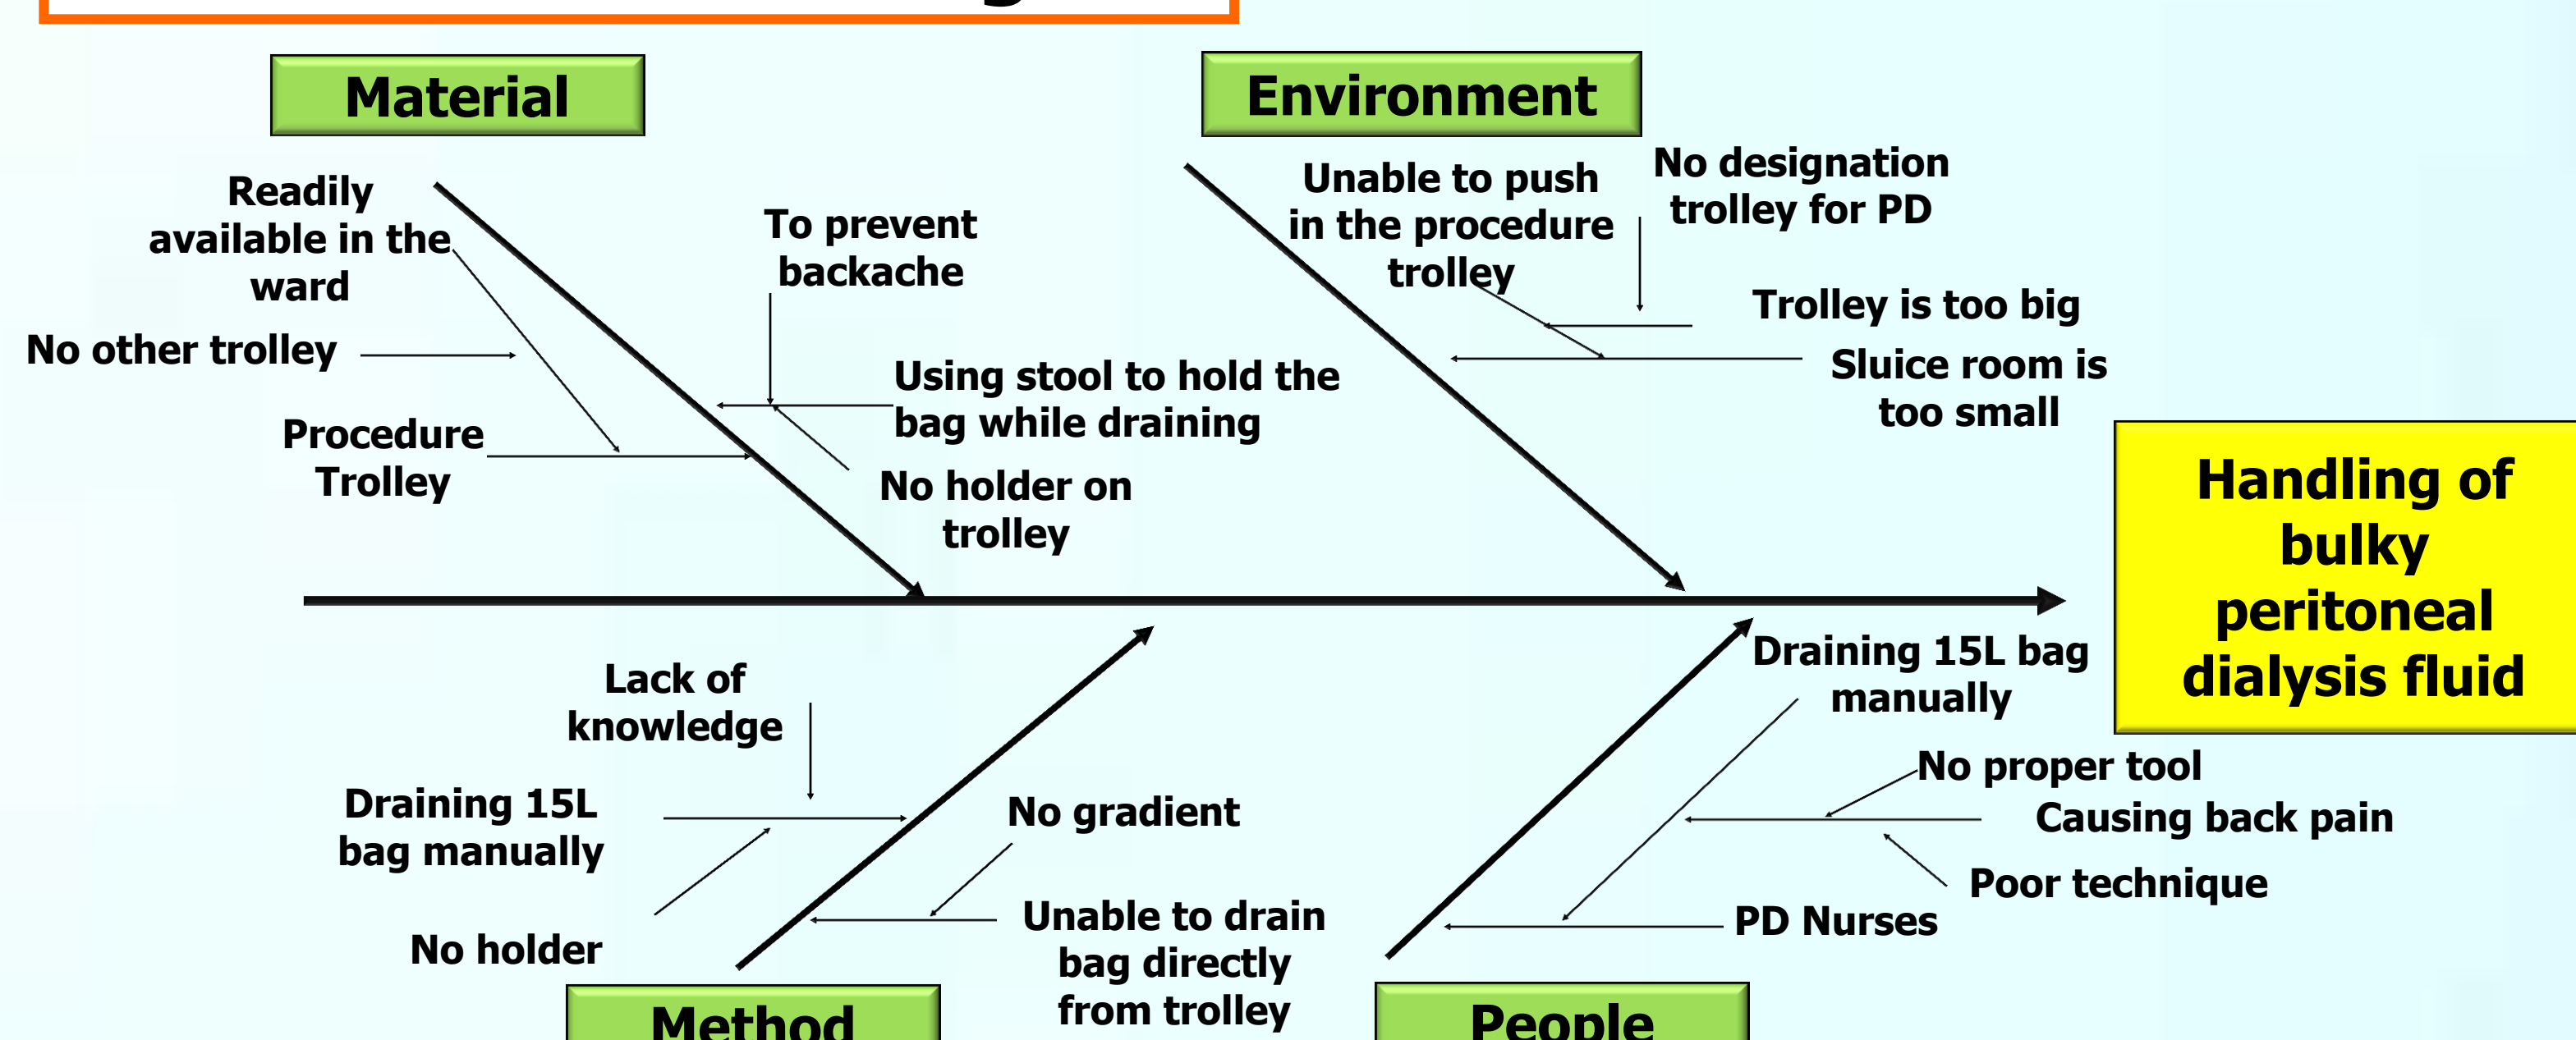 Material
Environment
Readily
available in the
ward
To prevent
backache
Unable to push
in the procedure
trolley
No designation
trolley for PD
No other trolley
Trolley is too big
Using stool to hold the
bag while draining
Sluice room is
too small
Procedure
Trolley
No holder on
trolley
Handling of
bulky
peritoneal
dialysis fluid
Lack of
knowledge
Draining 15L bag
manually
Draining 15L
bag manually
No gradient
No proper tool
Causing back pain
Poor technique
No holder
Unable to drain
bag directly
from trolley
PD Nurses
Method
People